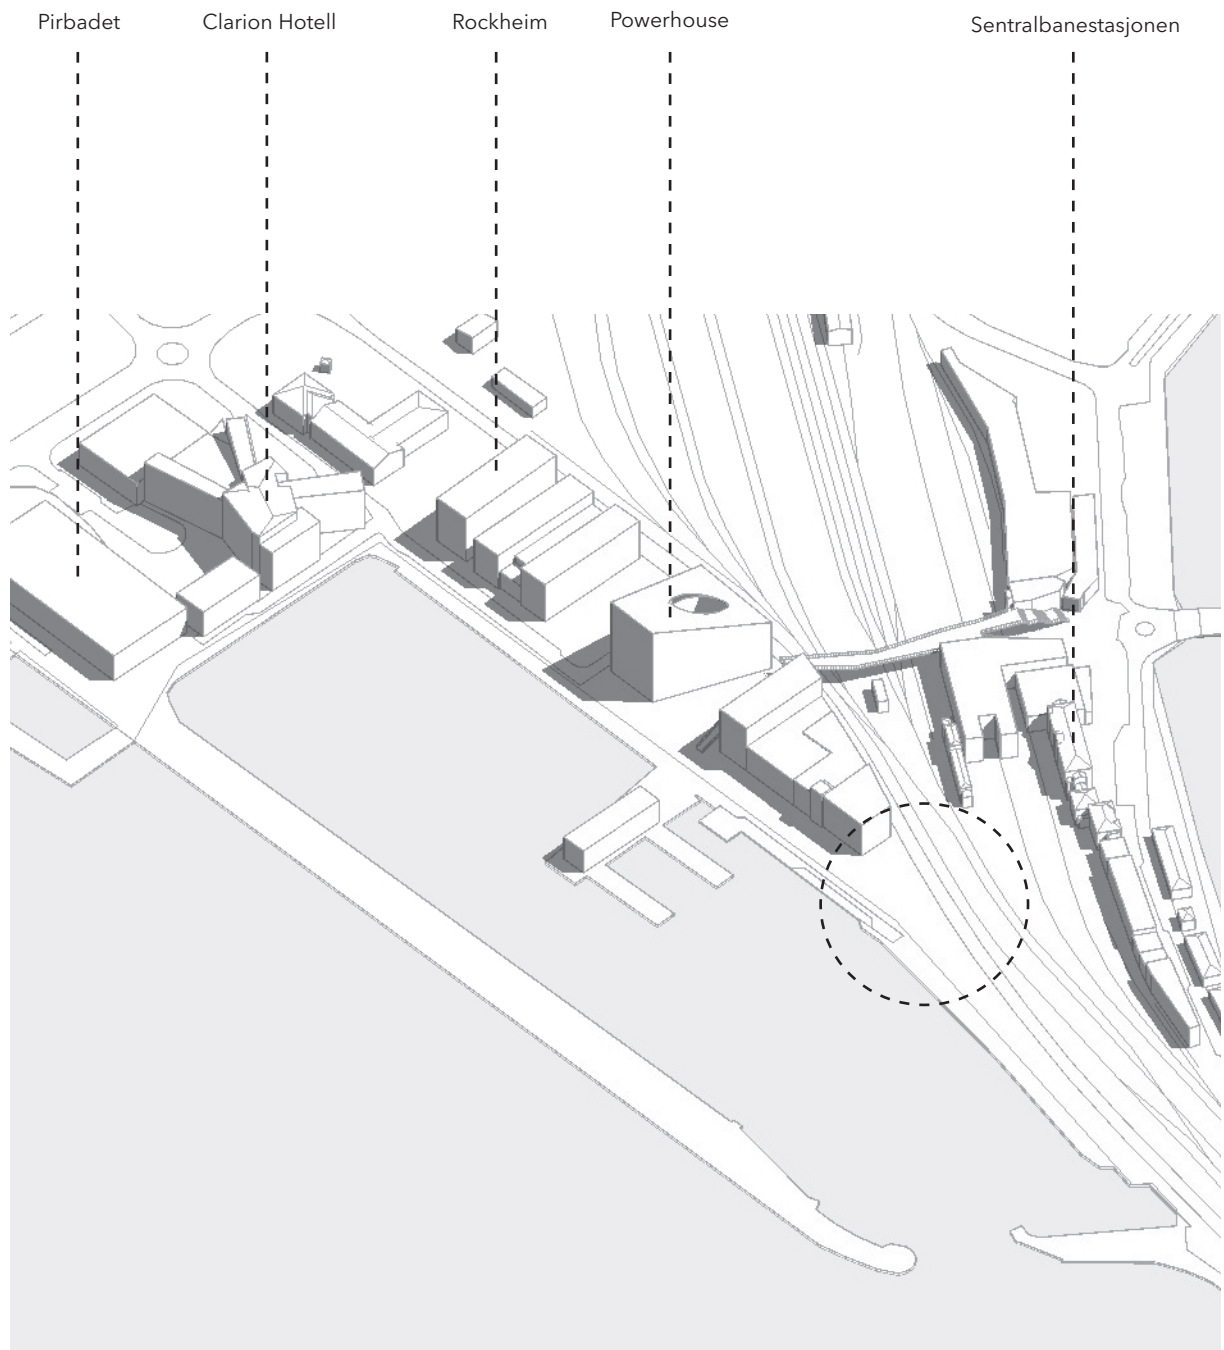 Pirbadet
Clarion Hotell
Rockheim
Powerhouse
Sentralbanestasjonen